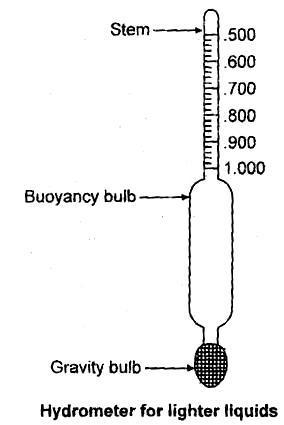 Stem
.500
.600
.700
.800
.900
1.000
Buoyancy bulb
Gravity bulb
Hydrometer for lighter liquids